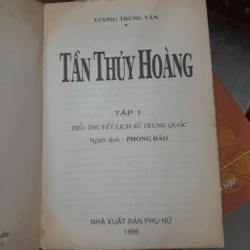 VƯƠNG TRUNG VĂN
TẦN THỦY HOÀNG
TẬP 1
TIỂU THUYẾT LỊCH SỬ TRUNG QUỐC
Người dịch: PHONG ĐẢO
NHÀ XUẤT BẢN PHỤ NỮ
1996